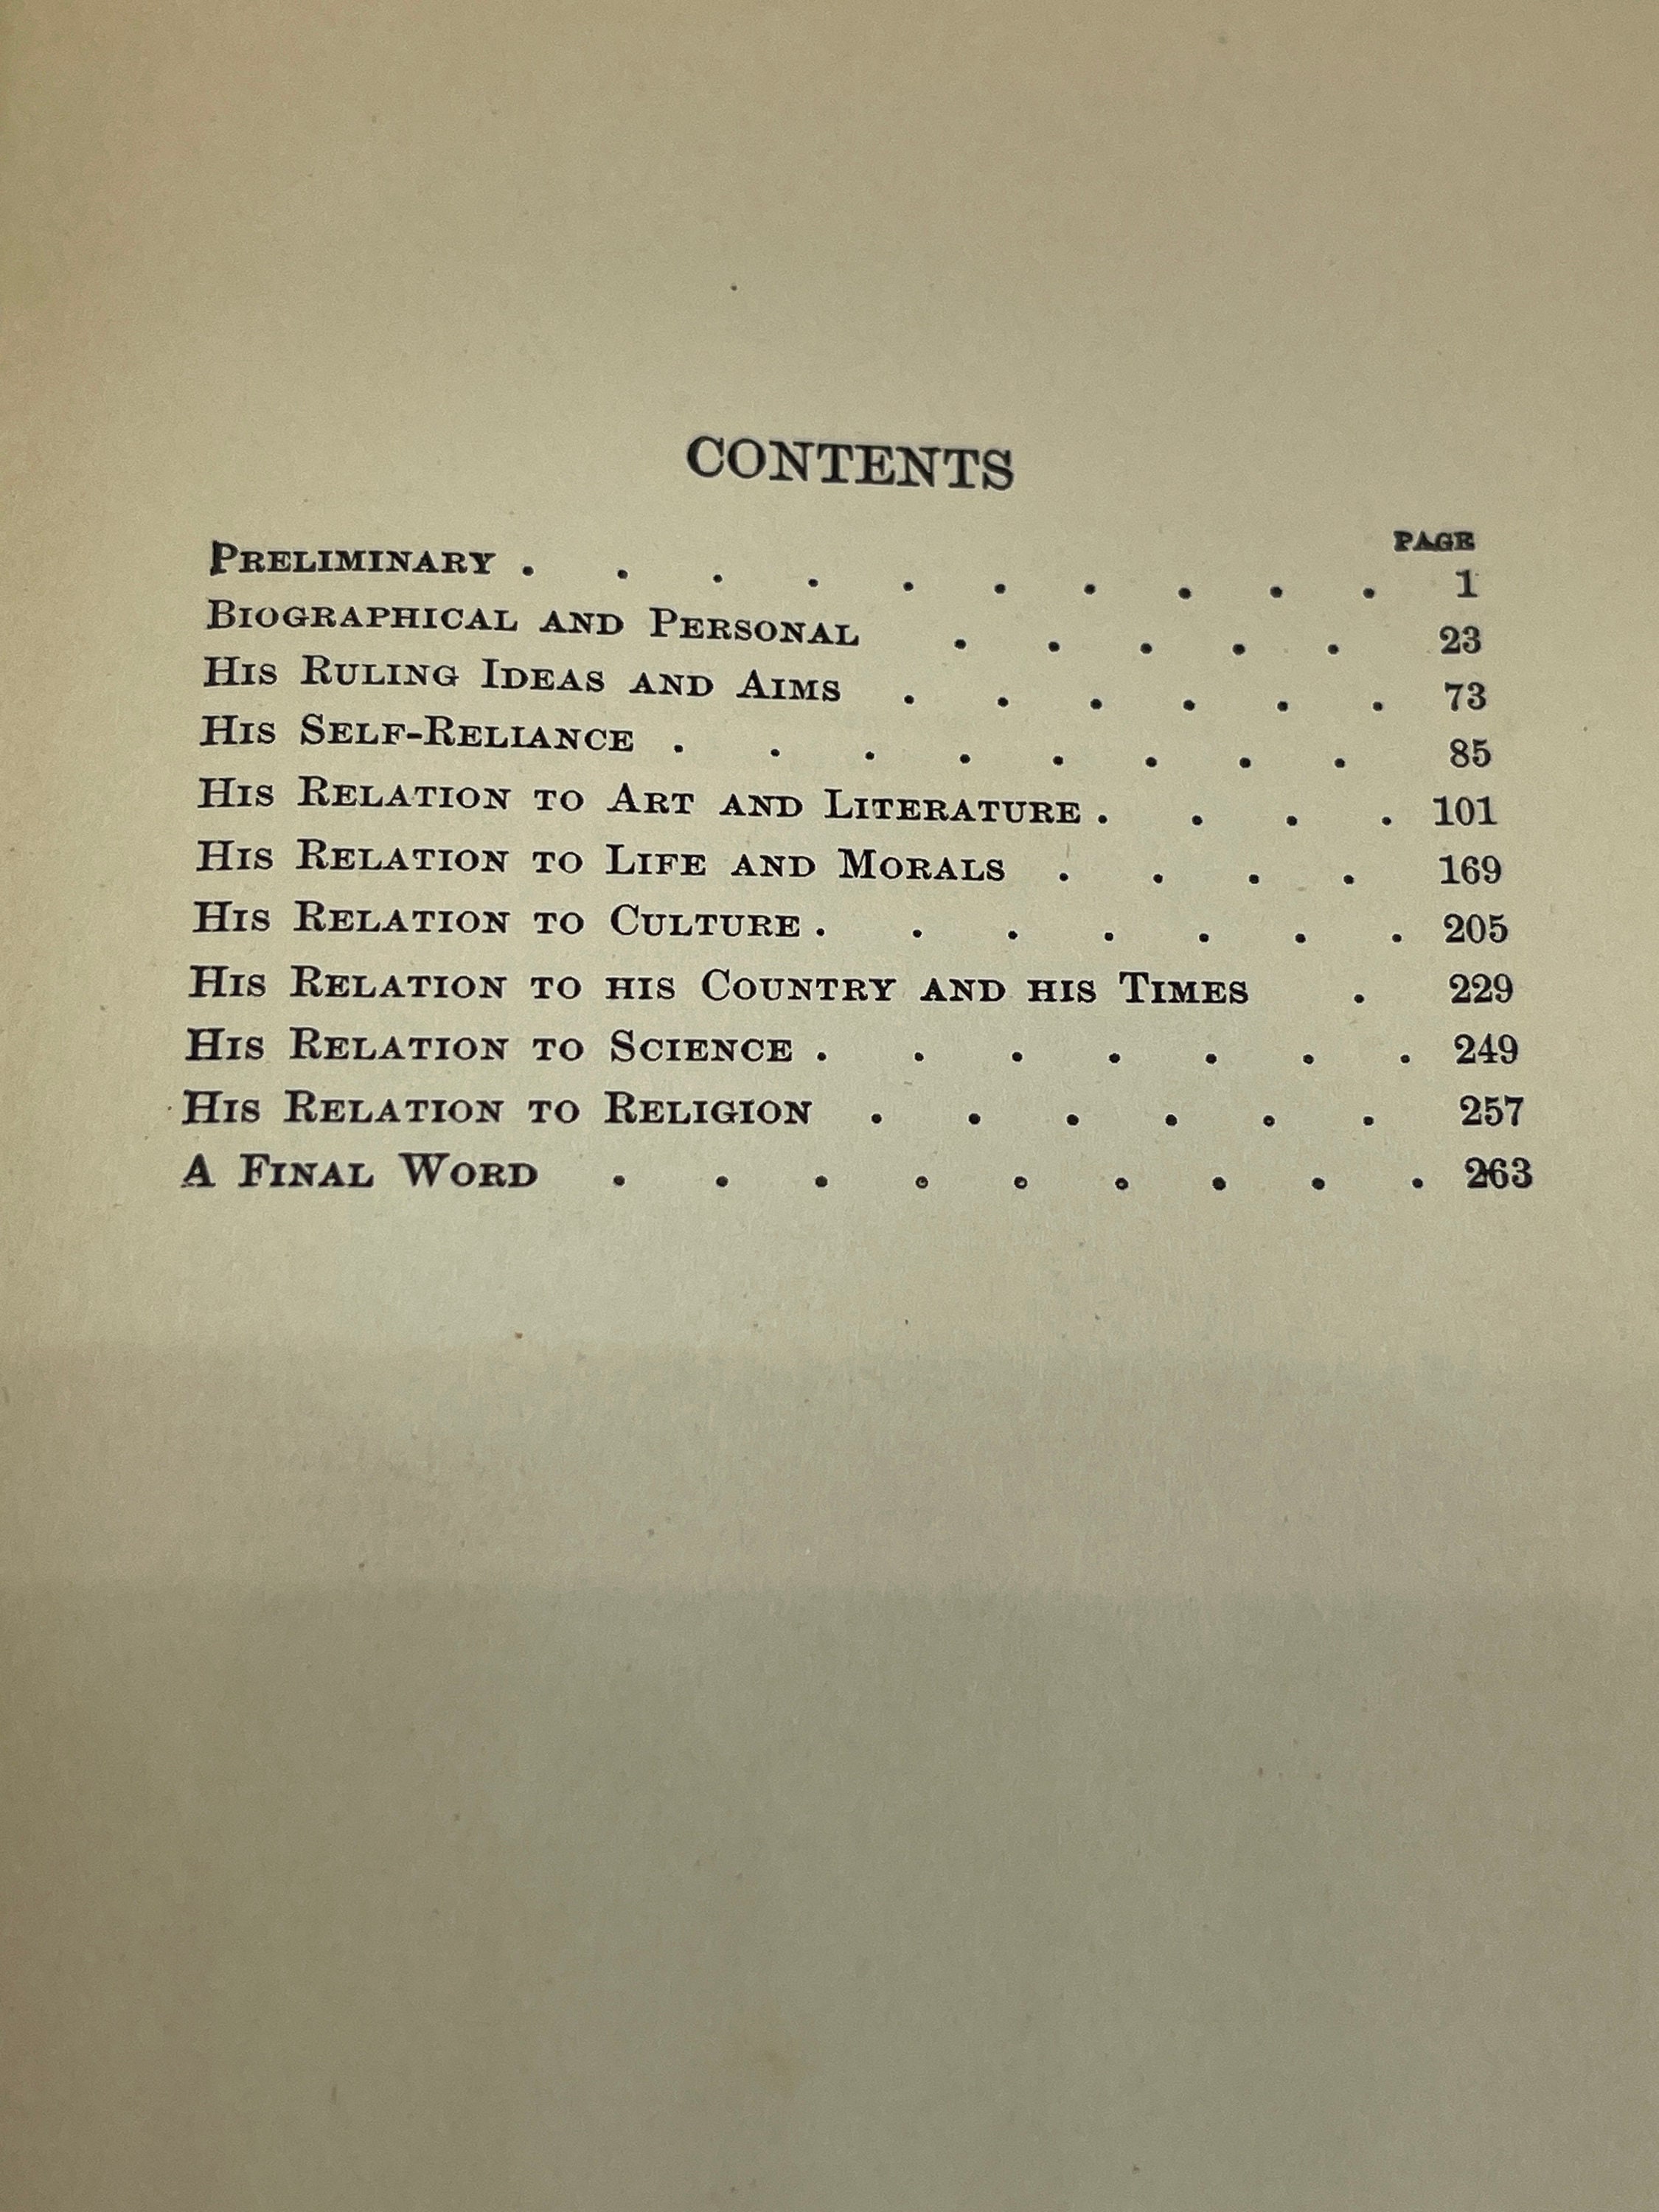 CONTENTS
PAGE
PRELIMINARY . . . . . . . . . . 1
BIOGRAPHICAL AND PERSONAL . . . . . 23
HIS RULING IDEAS AND AIMS . . . . . . 73
HIS SELF-RELIANCE . . . . . . . . 85
HIS RELATION TO ART AND LITERATURE . . . . 101
HIS RELATION TO LIFE AND MORALS . . . . 169
HIS RELATION TO CULTURE . . . . . . . 205
HIS RELATION TO HIS COUNTRY AND HIS TIMES . 229
HIS RELATION TO SCIENCE . . . . . . . 249
HIS RELATION TO RELIGION . . . . . . 257
A FINAL WORD . . . . . . . . . 263